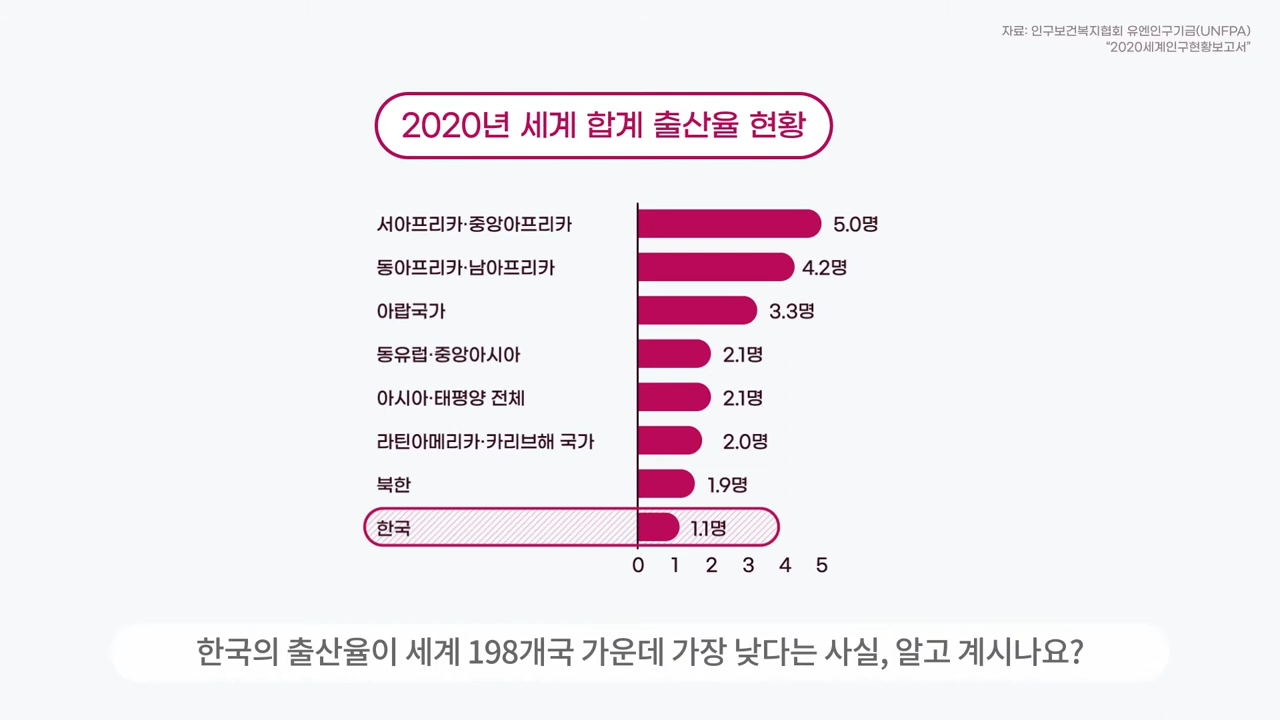 자료: 인구보건복지협회 유엔인구기금(UNFPA)
“2020세계인구현황보고서”
2020년 세계 합계 출산율 현황
서아프리카·중앙아프리카 5.0명
동아프리카·남아프리카 4.2명
아랍국가 3.3명
동유럽·중앙아시아 2.1명
아시아·태평양 전체 2.1명
라틴아메리카·카리브해 국가 2.0명
북한 1.9명
한국 1.1명
0 1 2 3 4 5
한국의 출산율이 세계 198개국 가운데 가장 낮다는 사실, 알고 계시나요?